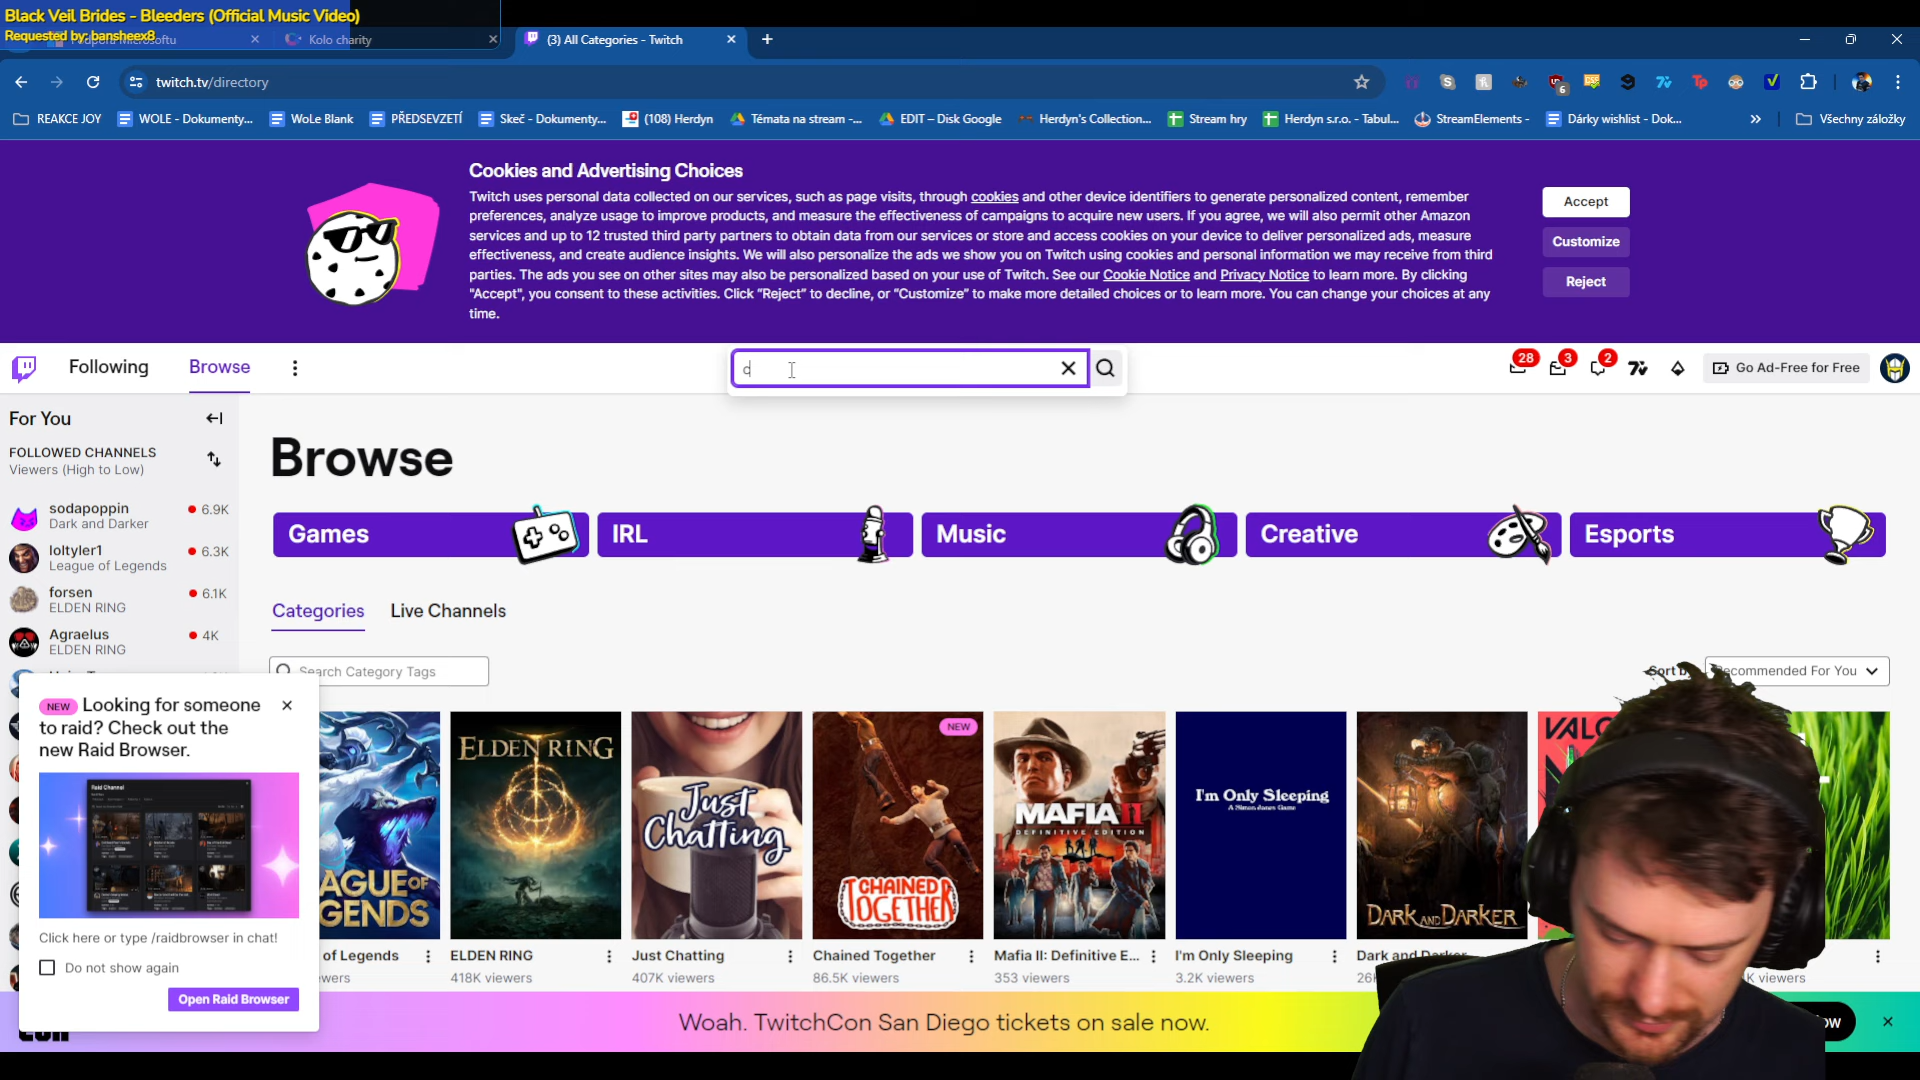 Black Veil Brides - Bleeders (Official Music Video)
Requested by: bansheex8
Kolo charity
(3) All Categories - Twitch
twitch.tv/directory
6
REAKCE JOY
WOLE - Dokumenty...
WoLe Blank
PŘEDSEVZETÍ
Skeč - Dokumenty...
(108) Herdyn
Témata na stream -...
EDIT – Disk Google
Herdyn's Collection...
Stream hry
Herdyn s.r.o. - Tabul...
StreamElements -
Dárky wishlist - Dok...
»
Všechny záložky
Cookies and Advertising Choices
Twitch uses personal data collected on our services, such as page visits, through cookies and other device identifiers to generate personalized content, remember
preferences, analyze usage to improve products, and measure the effectiveness of campaigns to acquire new users. If you agree, we will also permit other Amazon
services and up to 12 trusted third party partners to obtain data from our services or store and access cookies on your device to deliver personalized ads, measure
effectiveness, and create audience insights. We will also personalize the ads we show you on Twitch using cookies and personal information we may receive from third
parties. The ads you see on other sites may also be personalized based on your use of Twitch. See our Cookie Notice and Privacy Notice to learn more. By clicking
"Accept", you consent to these activities. Click "Reject" to decline, or "Customize" to make more detailed choices or to learn more. You can change your choices at any
time.
Accept
Customize
Reject
Following
Browse
c
28
3
2
Go Ad-Free for Free
For You
FOLLOWED CHANNELS
Viewers (High to Low)
sodapoppin
6.9K
Dark and Darker
loltyler1
6.3K
League of Legends
forsen
6.1K
ELDEN RING
Agraelus
4K
ELDEN RING
Browse
Games
IRL
Music
Creative
Esports
Categories
Live Channels
Search Category Tags
Sort b
ecommended For You
NEW Looking for someone
to raid? Check out the
new Raid Browser.
Raid Channel
Click here or type /raidbrowser in chat!
Do not show again
Open Raid Browser
AGUE OF
GENDS
ELDEN RING
Just
Chatting
NEW
CHAINED
TOGETHER
MAFIA II
DEFINITIVE EDITION
I'm Only Sleeping
DARK AND DARKER
VALO
of Legends
ELDEN RING
Just Chatting
Chained Together
Mafia II: Definitive E...
I'm Only Sleeping
Dark and Darker
wers
418K viewers
407K viewers
86.5K viewers
353 viewers
3.2K viewers
26
K viewers
Woah. TwitchCon San Diego tickets on sale now.
ow